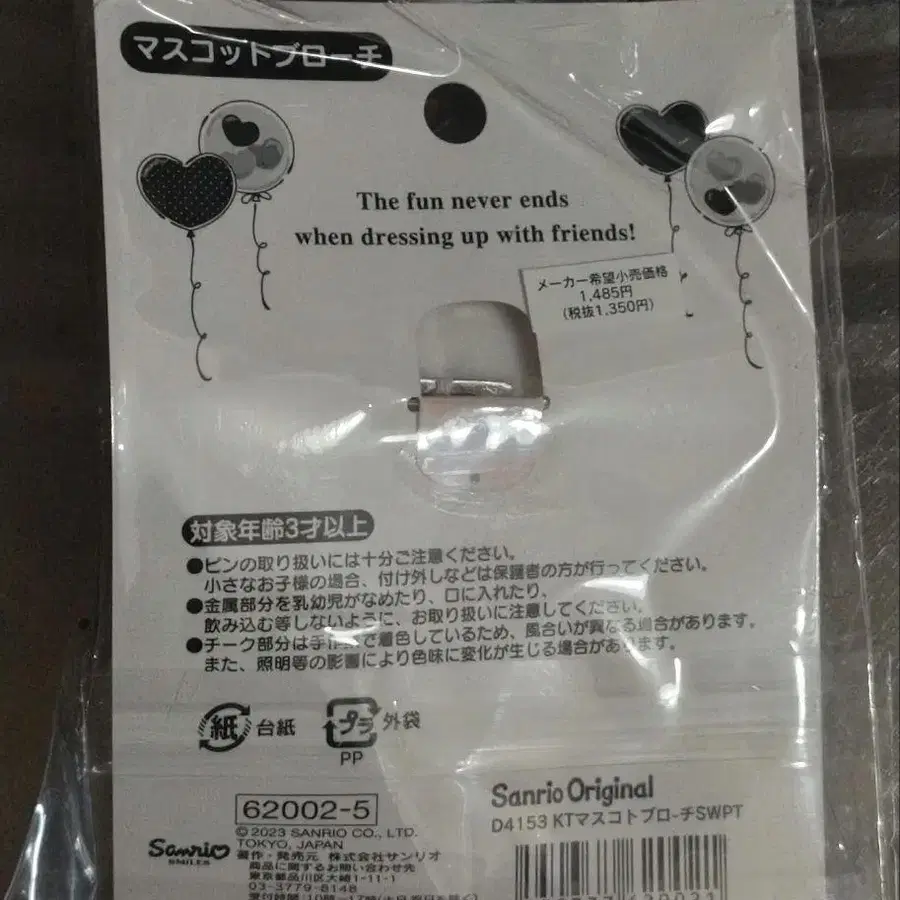 マスコットブローチ
The fun never ends
when dressing up with friends!
メーカー希望小売価格
1,485円
(税抜1,350円)
対象年齢3才以上
●ピンの取り扱いには十分ご注意ください。
小さなお子様の場合、付け外しなどは保護者の方が行ってください。
●金属部分を乳幼児がなめたり、口に入れたり、
飲み込む等しないように、お取り扱いに注意してください。
●チーク部分は手作業で着色しているため、風合いが異なる場合があります。
また、照明等の影響により色味に変化が生じる場合があります。
紙 台紙
プラ 外袋
PP
62002-5
© 2023 SANRIO CO., LTD.
TOKYO, JAPAN
Sanrio
SMILES
著作・発売元 株式会社サンリオ
商品に関するお問い合わせ先
東京都品川区大崎1-11-1
03-3779-8148
Sanrio Original
D4153 KTマスコトブローチSWPT